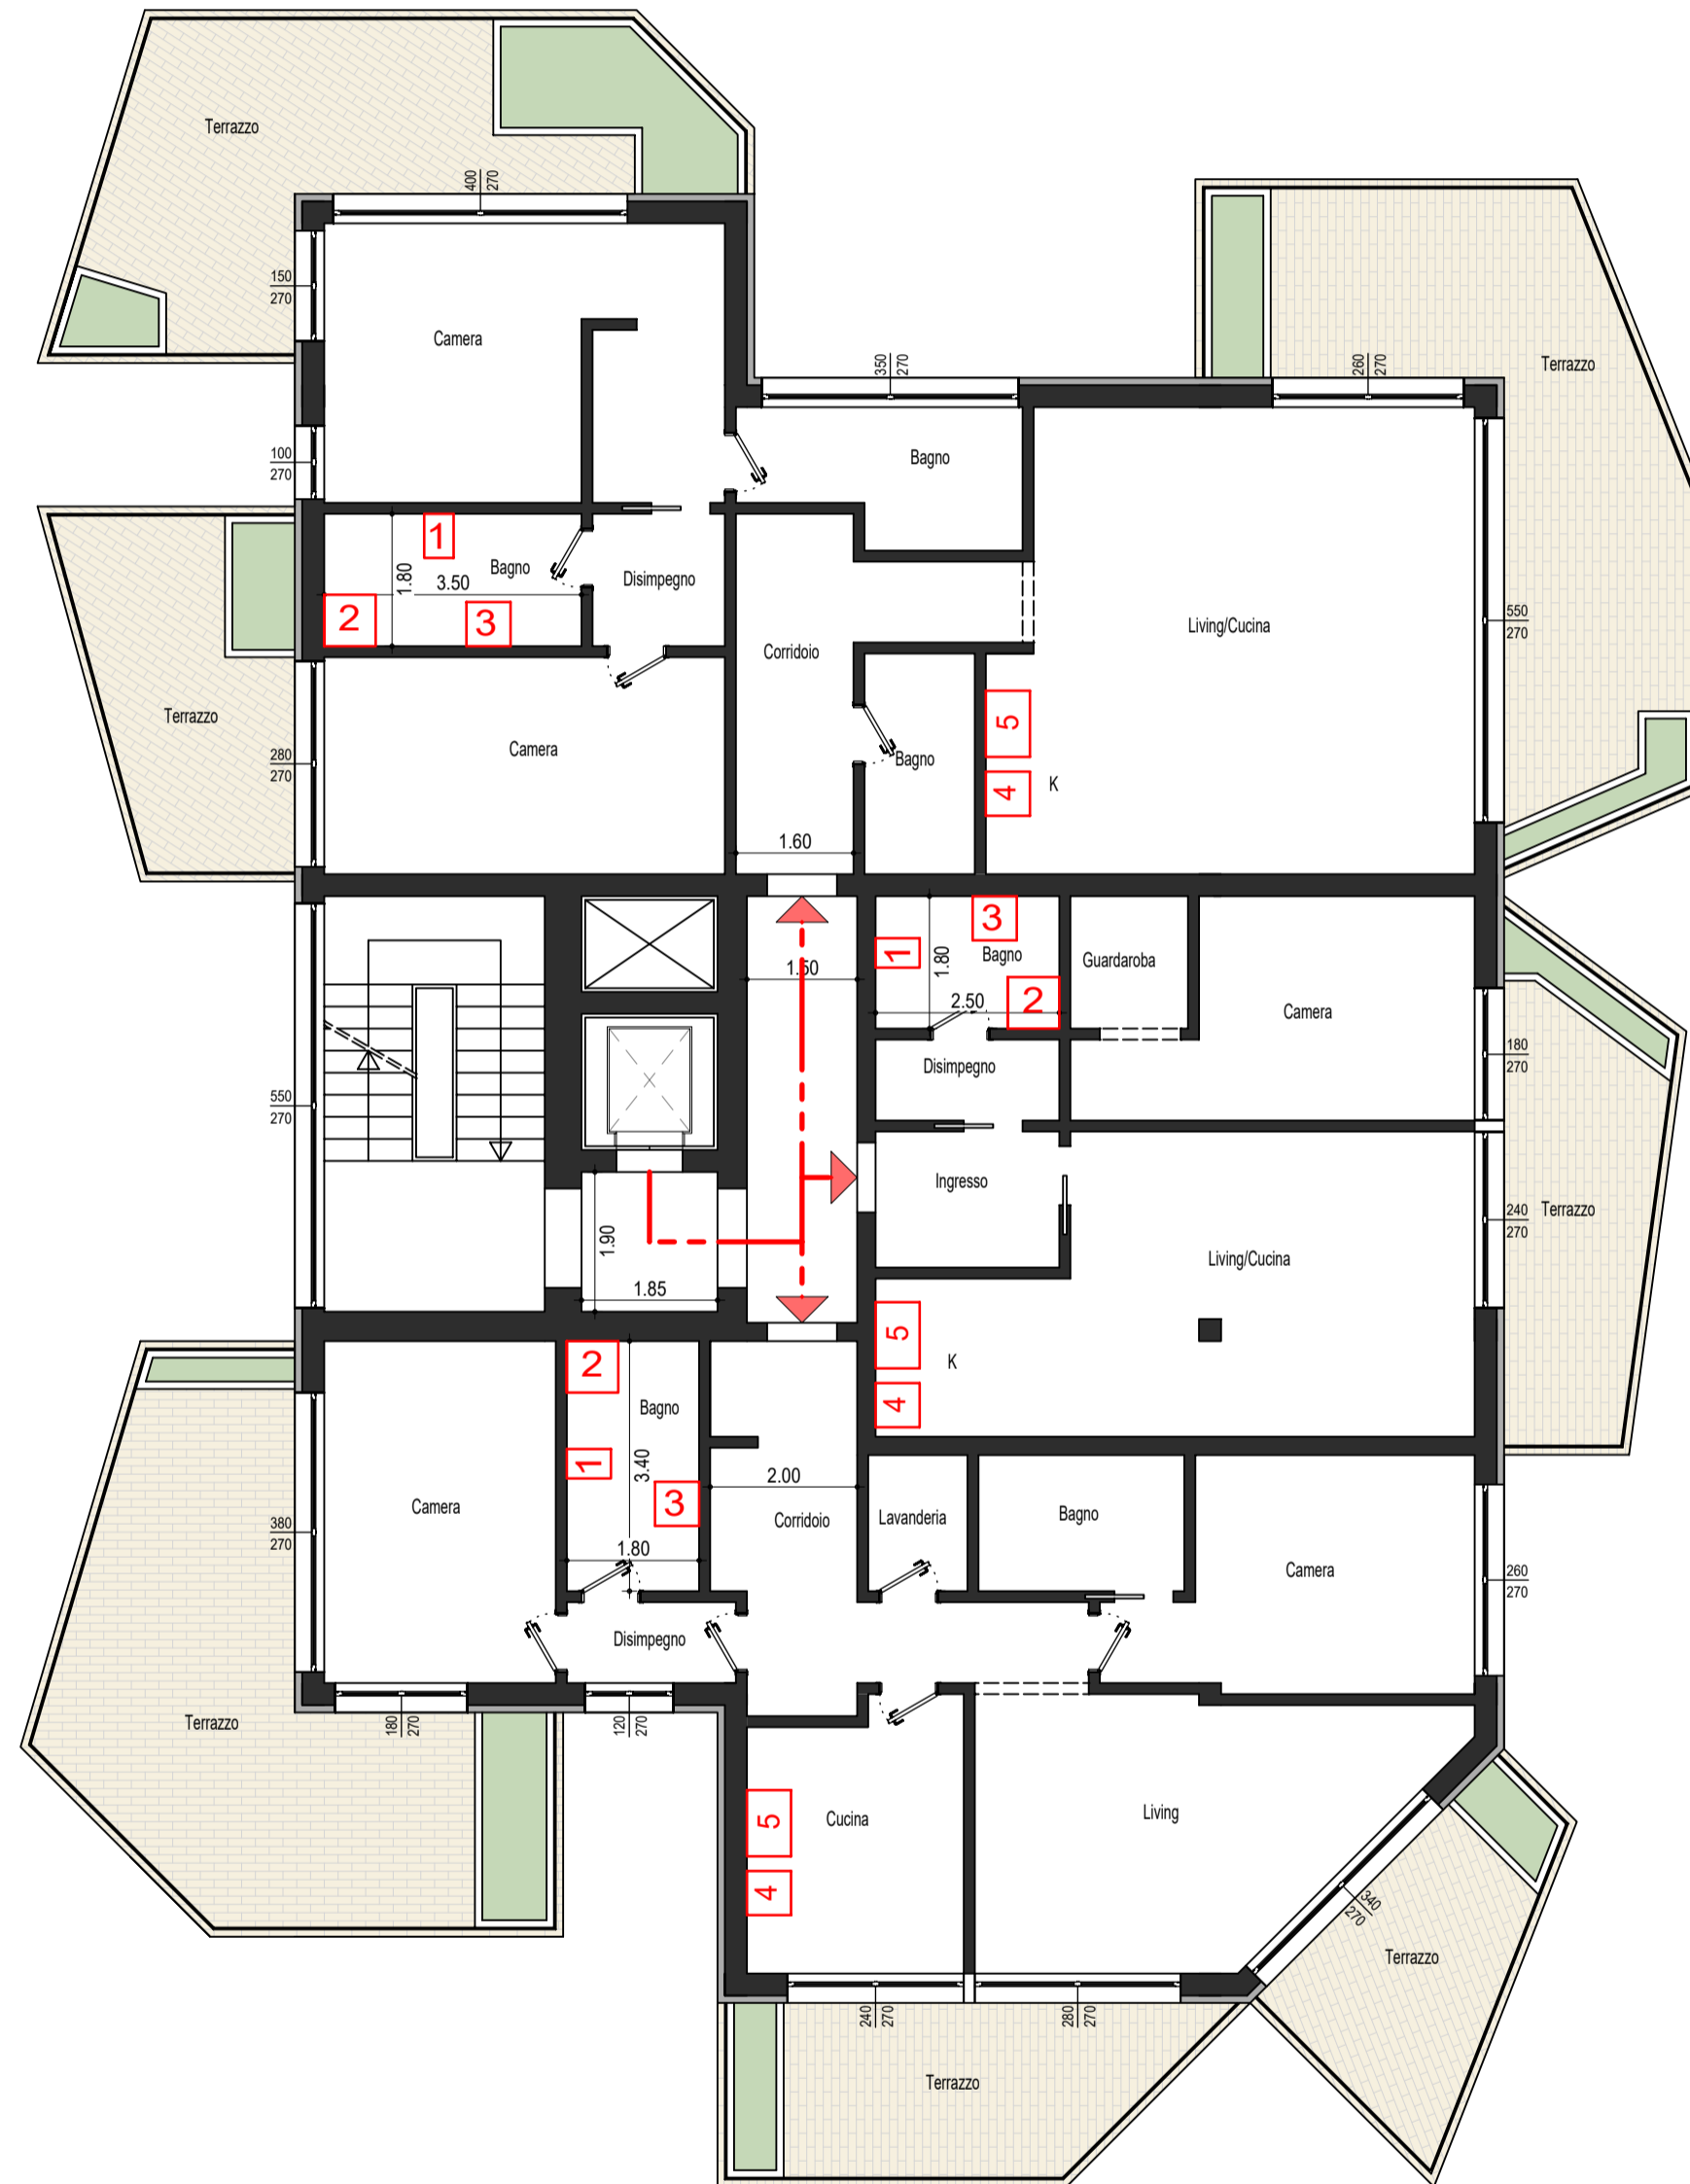 Terrazzo
400
270
150
270
Camera
350
270
260
270
Terrazzo
100
270
Bagno
1
Bagno
1.80
3.50
Disimpegno
2
3
Living/Cucina
550
270
Corridoio
Terrazzo
5
Camera
Bagno
280
270
4
K
1.60
3
1
1.80
Bagno
Guardaroba
1.50
2.50
2
Camera
Disimpegno
180
270
550
270
Ingresso
Terrazzo
240
270
1.90
Living/Cucina
1.85
5
K
2
4
Bagno
1
3.40
2.00
3
Camera
Corridoio
Lavanderia
Bagno
380
270
1.80
Camera
260
270
Disimpegno
Terrazzo
180
270
120
270
5
Cucina
Living
4
340
270
Terrazzo
240
270
280
270
Terrazzo